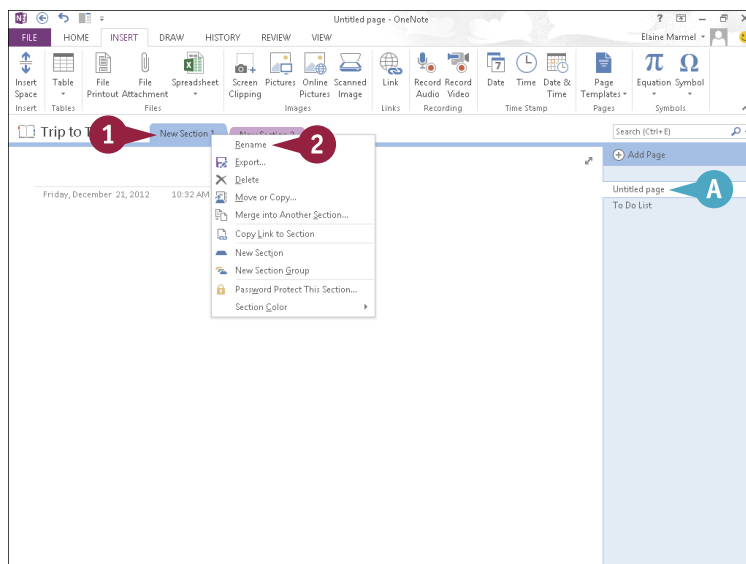 Untitled page - OneNote
?
FILE HOME INSERT DRAW HISTORY REVIEW VIEW Elaine Marmel
Insert Space Table File Printout File Attachment Spreadsheet Screen Clipping Pictures Online Pictures Scanned Image Link Record Audio Record Video Date Time Date & Time Page Templates Equation Symbol
Insert Tables Files Images Links Recording Time Stamp Pages Symbols
Trip to 1 New Section 1 Search (Ctrl+E)
Rename 2
Add Page
Export...
Delete
Untitled page A
Friday, December 21, 2012 10:32 AM
Move or Copy...
To Do List
Merge into Another Section...
Copy Link to Section
New Section
New Section Group
Password Protect This Section...
Section Color